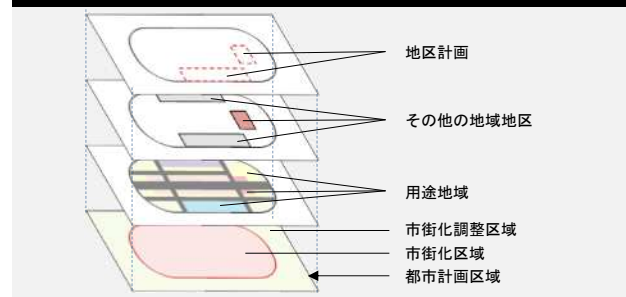 地区計画
その他の地域地区
用途地域
市街化調整区域
市街化区域
都市計画区域